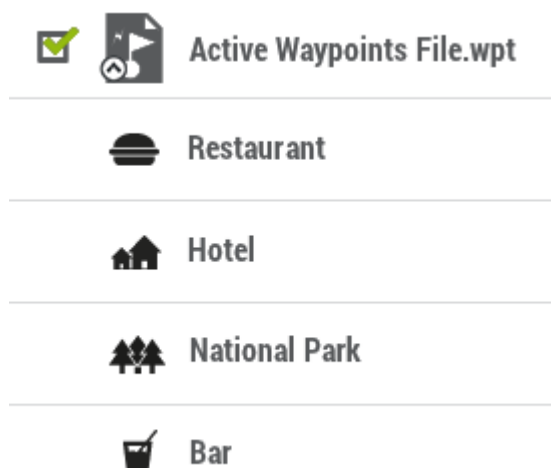 Active Waypoints File.wpt
Restaurant
Hotel
National Park
Bar